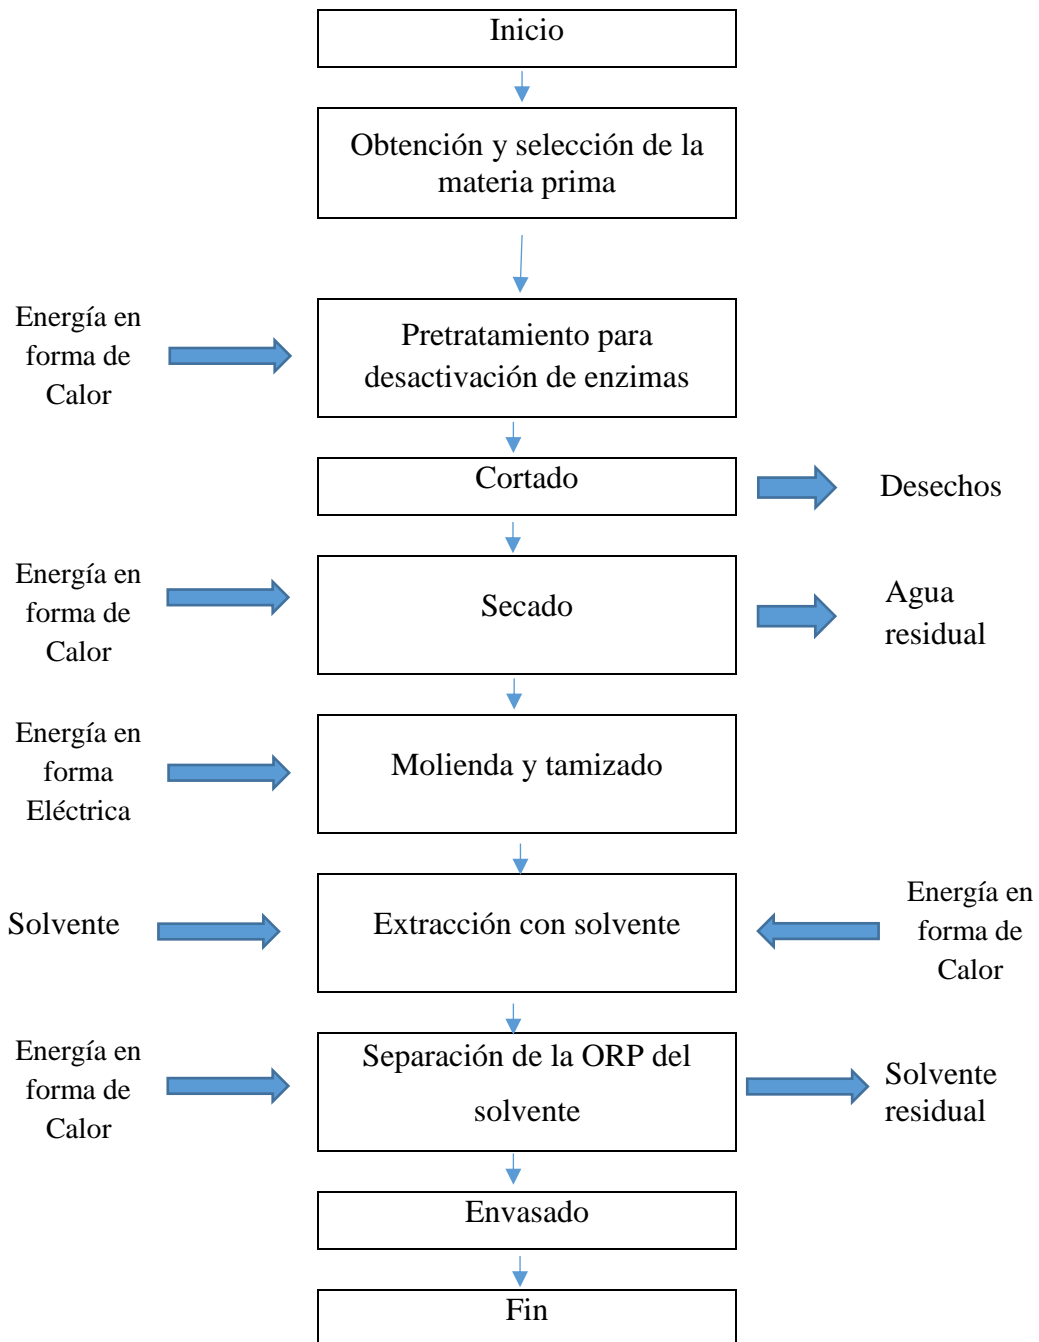 Inicio
Obtención y selección de la
materia prima
Energía en
forma de
Calor
Pretratamiento para
desactivación de enzimas
Cortado
Desechos
Energía en
forma de
Calor
Secado
Agua
residual
Energía en
forma
Eléctrica
Molienda y tamizado
Solvente
Extracción con solvente
Energía en
forma de
Calor
Energía en
forma de
Calor
Separación de la ORP del
solvente
Solvente
residual
Envasado
Fin